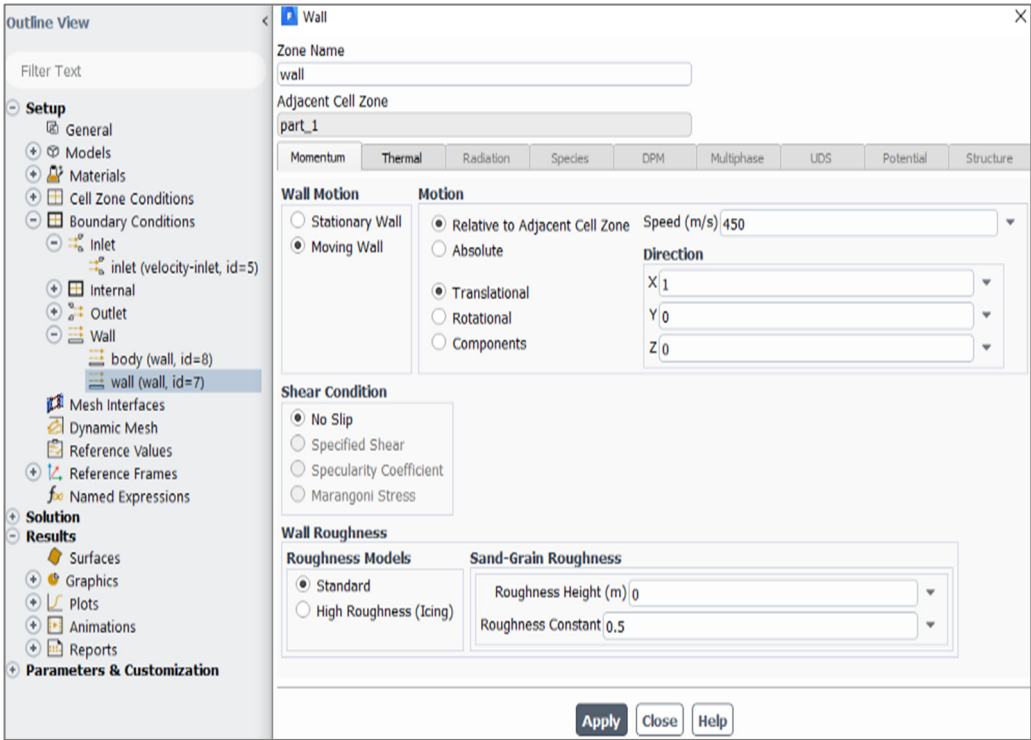 Outline View
Filter Text
Setup
General
Models
Materials
Cell Zone Conditions
Boundary Conditions
Inlet
inlet (velocity-inlet, id=5)
Internal
Outlet
Wall
body (wall, id=8)
wall (wall, id=7)
Mesh Interfaces
Dynamic Mesh
Reference Values
Reference Frames
Named Expressions
Solution
Results
Surfaces
Graphics
Plots
Animations
Reports
Parameters & Customization
Wall
Zone Name
wall
Adjacent Cell Zone
part_1
Momentum Thermal Radiation Species DPM Multiphase UDS Potential Structure
Wall Motion
Stationary Wall
Moving Wall
Motion
Relative to Adjacent Cell Zone
Absolute
Translational
Rotational
Components
Speed (m/s) 450
Direction
X 1
Y 0
Z 0
Shear Condition
No Slip
Specified Shear
Specularity Coefficient
Marangoni Stress
Wall Roughness
Roughness Models
Standard
High Roughness (Icing)
Sand-Grain Roughness
Roughness Height (m) 0
Roughness Constant 0.5
Apply Close Help